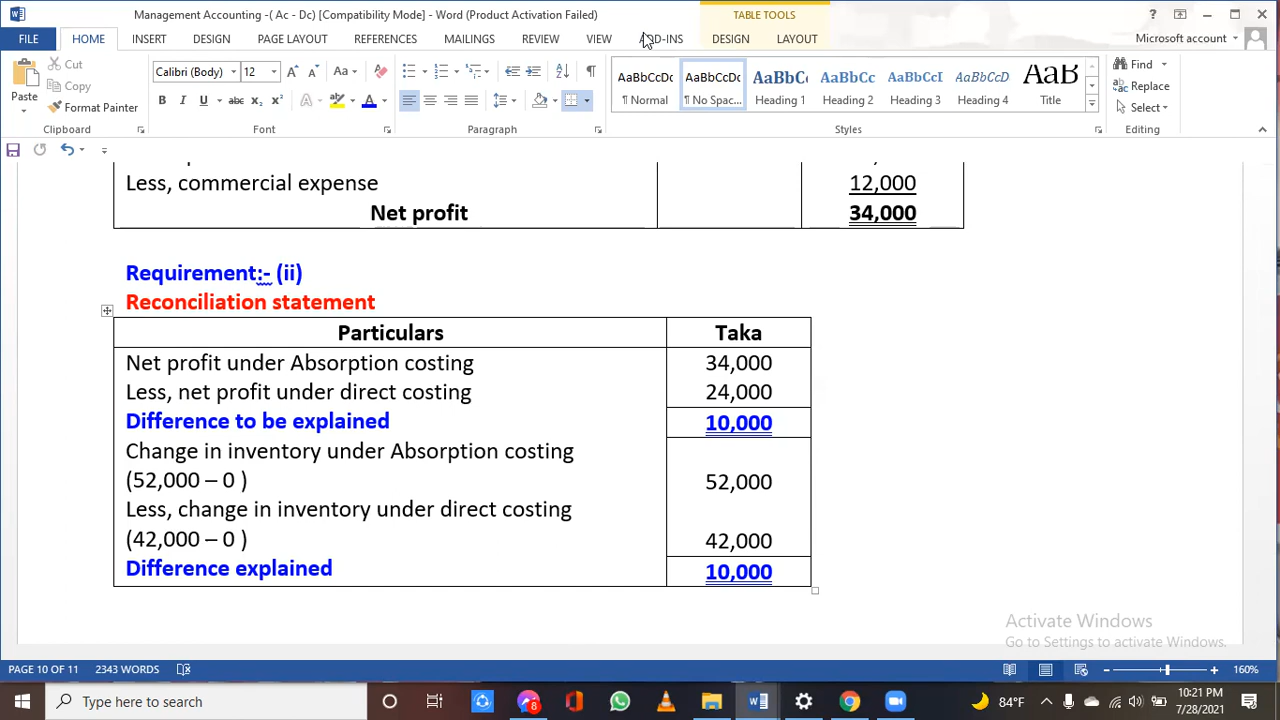 Management Accounting -( Ac - Dc) [Compatibility Mode] - Word (Product Activation Failed)
TABLE TOOLS
?
FILE HOME INSERT DESIGN PAGE LAYOUT REFERENCES MAILINGS REVIEW VIEW ADD-INS DESIGN LAYOUT
Microsoft account
Paste
Cut
Copy
Format Painter
Clipboard
Calibri (Body) 12
Font
Paragraph
AaBbCcDc AaBbCcDc AaBbC AaBbCc AaBbCcI AaBbCcD AaB
¶ Normal ¶ No Spac... Heading 1 Heading 2 Heading 3 Heading 4 Title
Styles
Find
Replace
Select
Editing
Less, commercial expense 12,000
Net profit 34,000
Requirement:- (ii)
Reconciliation statement
Particulars Taka
Net profit under Absorption costing 34,000
Less, net profit under direct costing 24,000
Difference to be explained 10,000
Change in inventory under Absorption costing
(52,000 – 0 ) 52,000
Less, change in inventory under direct costing
(42,000 – 0 ) 42,000
Difference explained 10,000
Activate Windows
Go to Settings to activate Windows.
PAGE 10 OF 11 2343 WORDS
160%
Type here to search
8
84°F
10:21 PM
7/28/2021